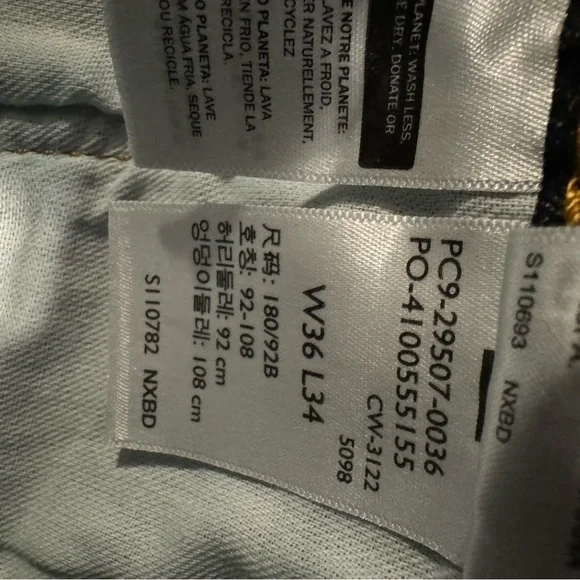 PLANET: WASH LESS,
DRY. DONATE OR
NOTRE PLANETE:
LAVEZ A FROID,
NATURELLEMENT,
PLANETA: LAVA
FRIO, TIENDE LA
RECICLA
PLANETA: LAVE
ÁGUA FRIA, SEQUE
RECICLE.
PC9-29507-0036
PO-4100555155
CW-3122
5098
W36 L34
尺码: 180/92B
호칭: 92-108
허리둘레: 92 cm
엉덩이둘레: 108 cm
S110782 NXBD
S110693 NXBD